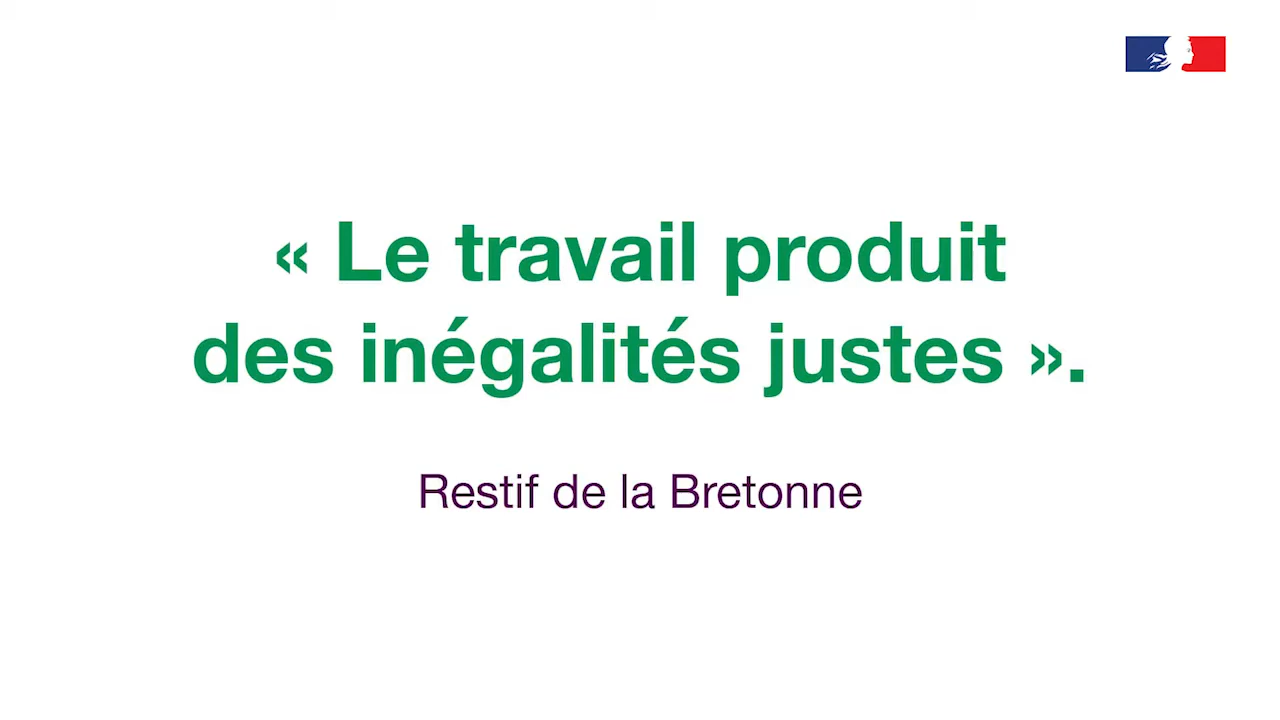 « Le travail produit
des inégalités justes ».
Restif de la Bretonne